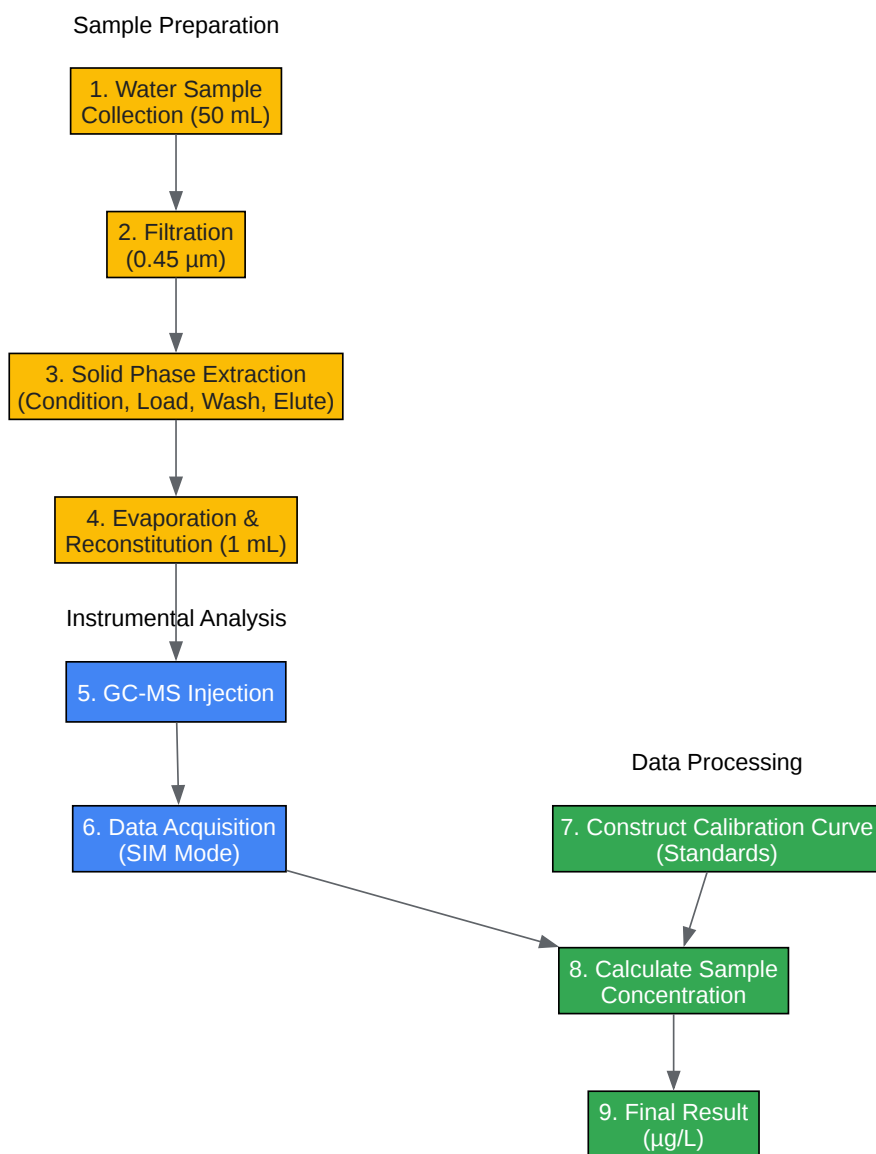 Sample Preparation
1. Water Sample
Collection (50 mL)
2. Filtration
(0.45 µm)
3. Solid Phase Extraction
(Condition, Load, Wash, Elute)
4. Evaporation &
Reconstitution (1 mL)
Instrumental Analysis
5. GC-MS Injection
6. Data Acquisition
(SIM Mode)
Data Processing
7. Construct Calibration Curve
(Standards)
8. Calculate Sample
Concentration
9. Final Result
(µg/L)